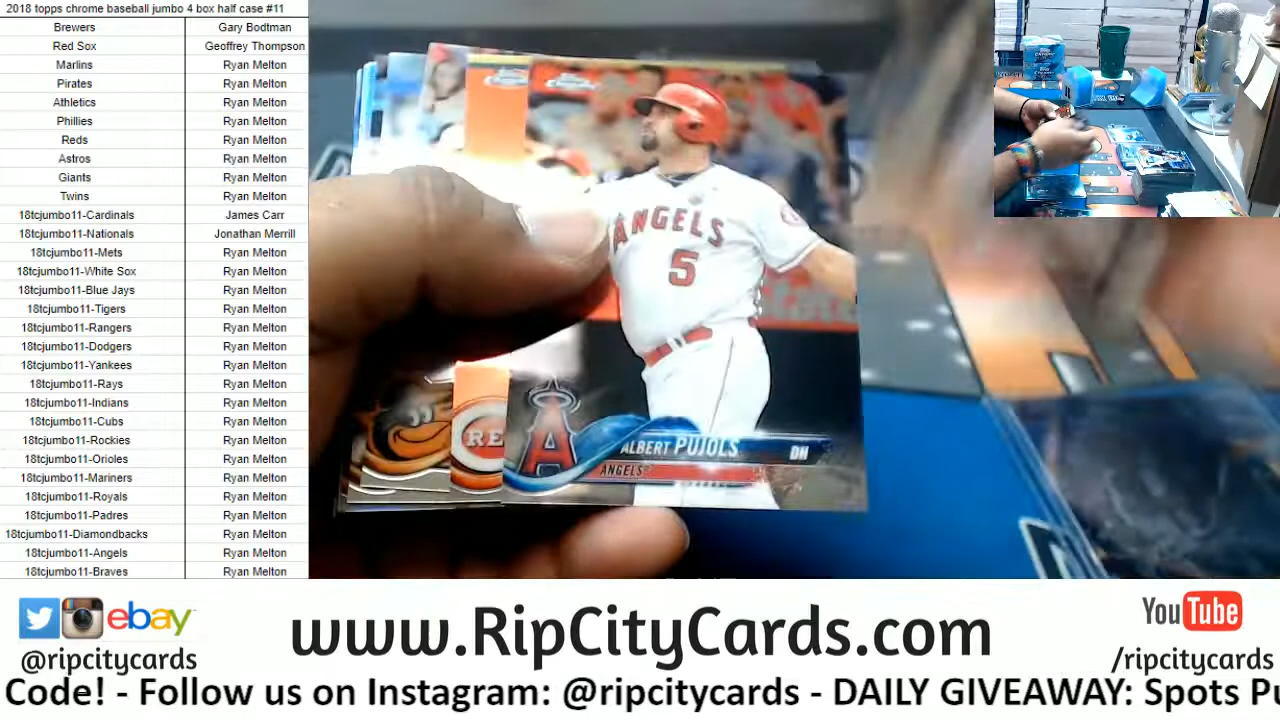 2018 topps chrome baseball jumbo 4 box half case #11
Brewers Gary Bodtman
Red Sox Geoffrey Thompson
Marlins Ryan Melton
Pirates Ryan Melton
Athletics Ryan Melton
Phillies Ryan Melton
Reds Ryan Melton
Astros Ryan Melton
Giants Ryan Melton
Twins Ryan Melton
18tcjumbo11-Cardinals James Carr
18tcjumbo11-Nationals Jonathan Merrill
18tcjumbo11-Mets Ryan Melton
18tcjumbo11-White Sox Ryan Melton
18tcjumbo11-Blue Jays Ryan Melton
18tcjumbo11-Tigers Ryan Melton
18tcjumbo11-Rangers Ryan Melton
18tcjumbo11-Dodgers Ryan Melton
18tcjumbo11-Yankees Ryan Melton
18tcjumbo11-Rays Ryan Melton
18tcjumbo11-Indians Ryan Melton
18tcjumbo11-Cubs Ryan Melton
18tcjumbo11-Rockies Ryan Melton
18tcjumbo11-Orioles Ryan Melton
18tcjumbo11-Mariners Ryan Melton
18tcjumbo11-Royals Ryan Melton
18tcjumbo11-Padres Ryan Melton
18tcjumbo11-Diamondbacks Ryan Melton
18tcjumbo11-Angels Ryan Melton
18tcjumbo11-Braves Ryan Melton
ANGELS
5
RE
A
ALBERT PUJOLS DH
ANGELS
ebay
@ripcitycards
www.RipCityCards.com
YouTube
/ripcitycards
Code! - Follow us on Instagram: @ripcitycards - DAILY GIVEAWAY: Spots Pu